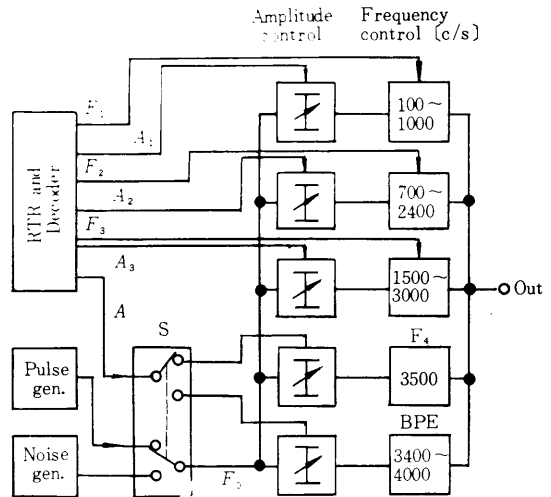 Amplitude control
Frequency control [c/s]
F₁
A₁
F₂
A₂
F₃
A₃
A
RTR and Decoder
100~1000
700~2400
1500~3000
Out
S
F₄
3500
Pulse gen.
Noise gen.
BPE
3400~4000